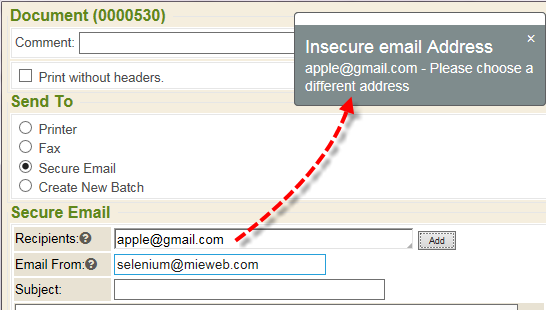 Document (0000530)
Comment:
Insecure email Address ×
apple@gmail.com - Please choose a
different address
Print without headers.
Send To
Printer
Fax
Secure Email
Create New Batch
Secure Email
Recipients:? apple@gmail.com Add
Email From:? selenium@mieweb.com
Subject: